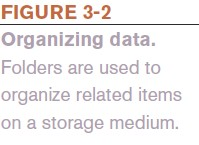 FIGURE 3-2
Organizing data.
Folders are used to
organize related items
on a storage medium.